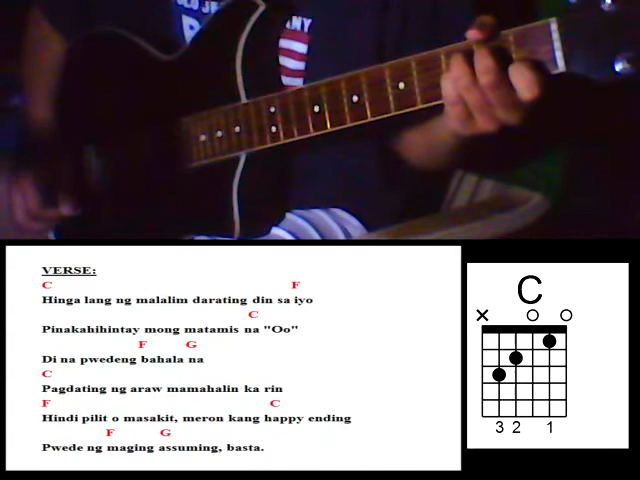 NY
VERSE:
C F
Hinga lang ng malalim darating din sa iyo
C
Pinakahihintay mong matamis na "Oo"
F G
Di na pwedeng bahala na
C
Pagdating ng araw mamahalin ka rin
F C
Hindi pilit o masakit, meron kang happy ending
F G
Pwede ng maging assuming, basta.
C
× ○ ○
3 2 1